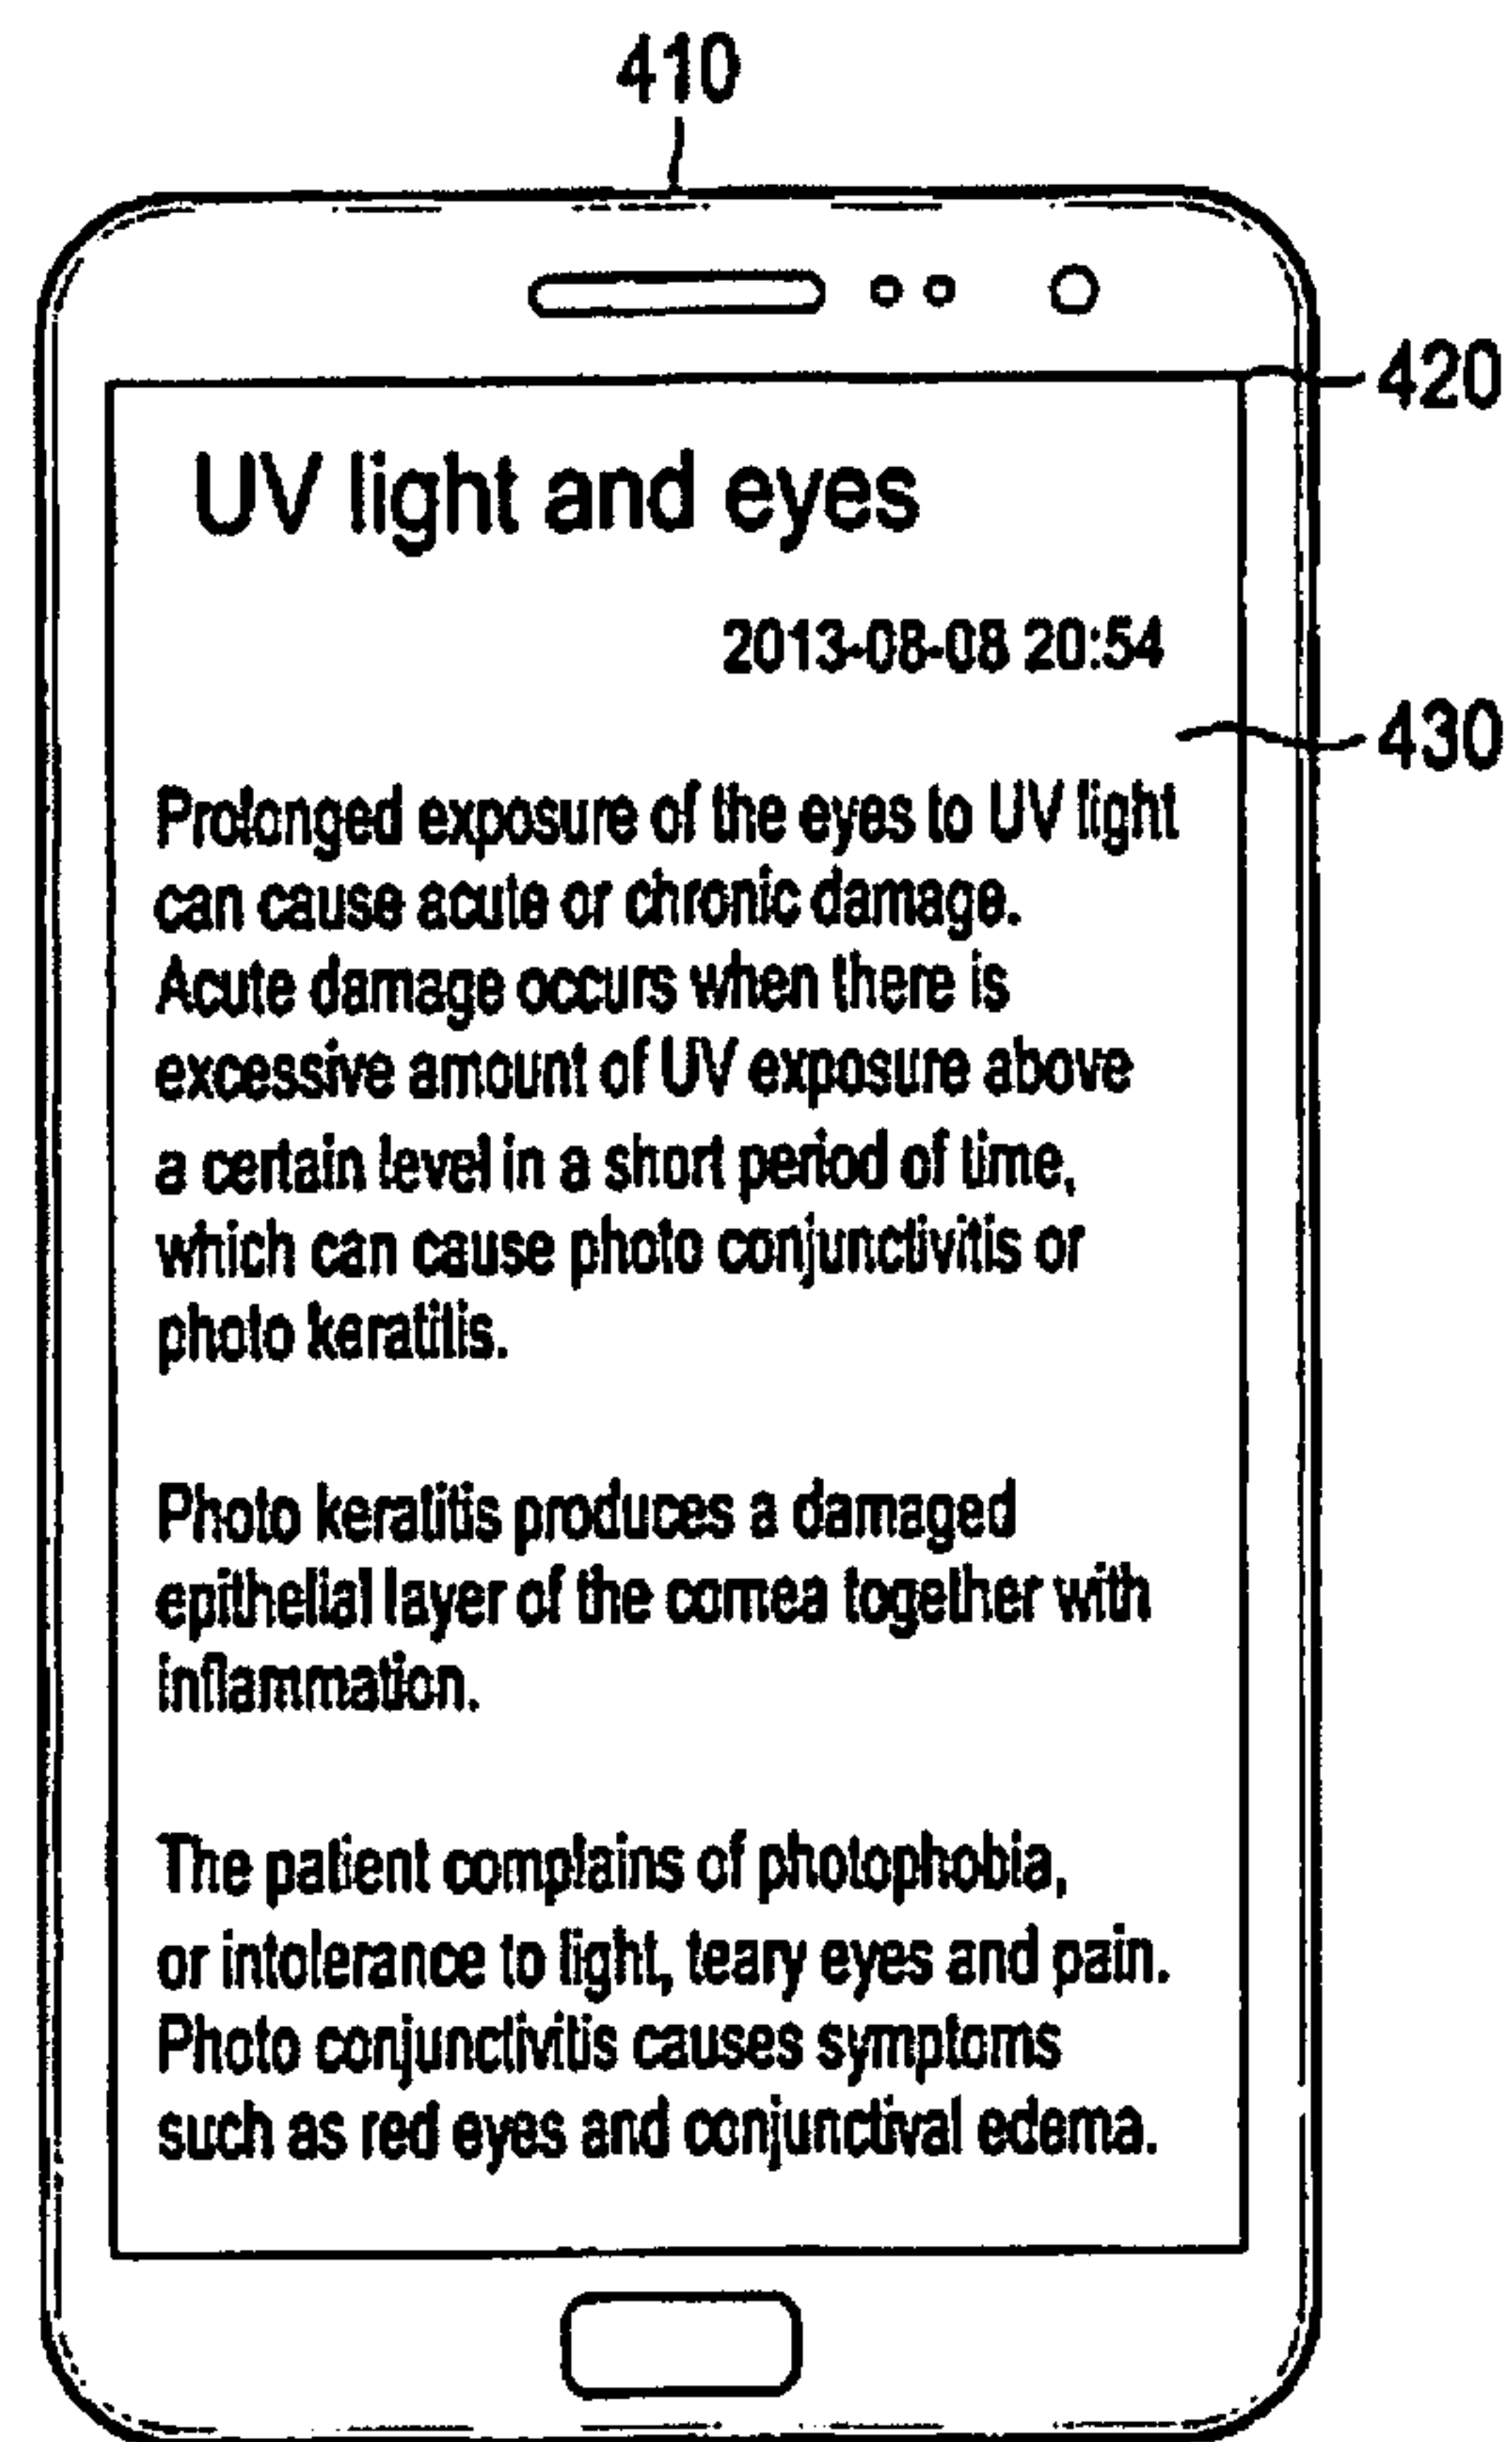 410
420
UV light and eyes
2013-08-08 20:54
430
Prolonged exposure of the eyes to UV light
can cause acute or chronic damage.
Acute damage occurs when there is
excessive amount of UV exposure above
a certain level in a short period of time,
which can cause photo conjunctivitis or
photo keratitis.
Photo keratitis produces a damaged
epithelial layer of the cornea together with
inflammation.
The patient complains of photophobia,
or intolerance to light, teary eyes and pain.
Photo conjunctivitis causes symptoms
such as red eyes and conjunctival edema.